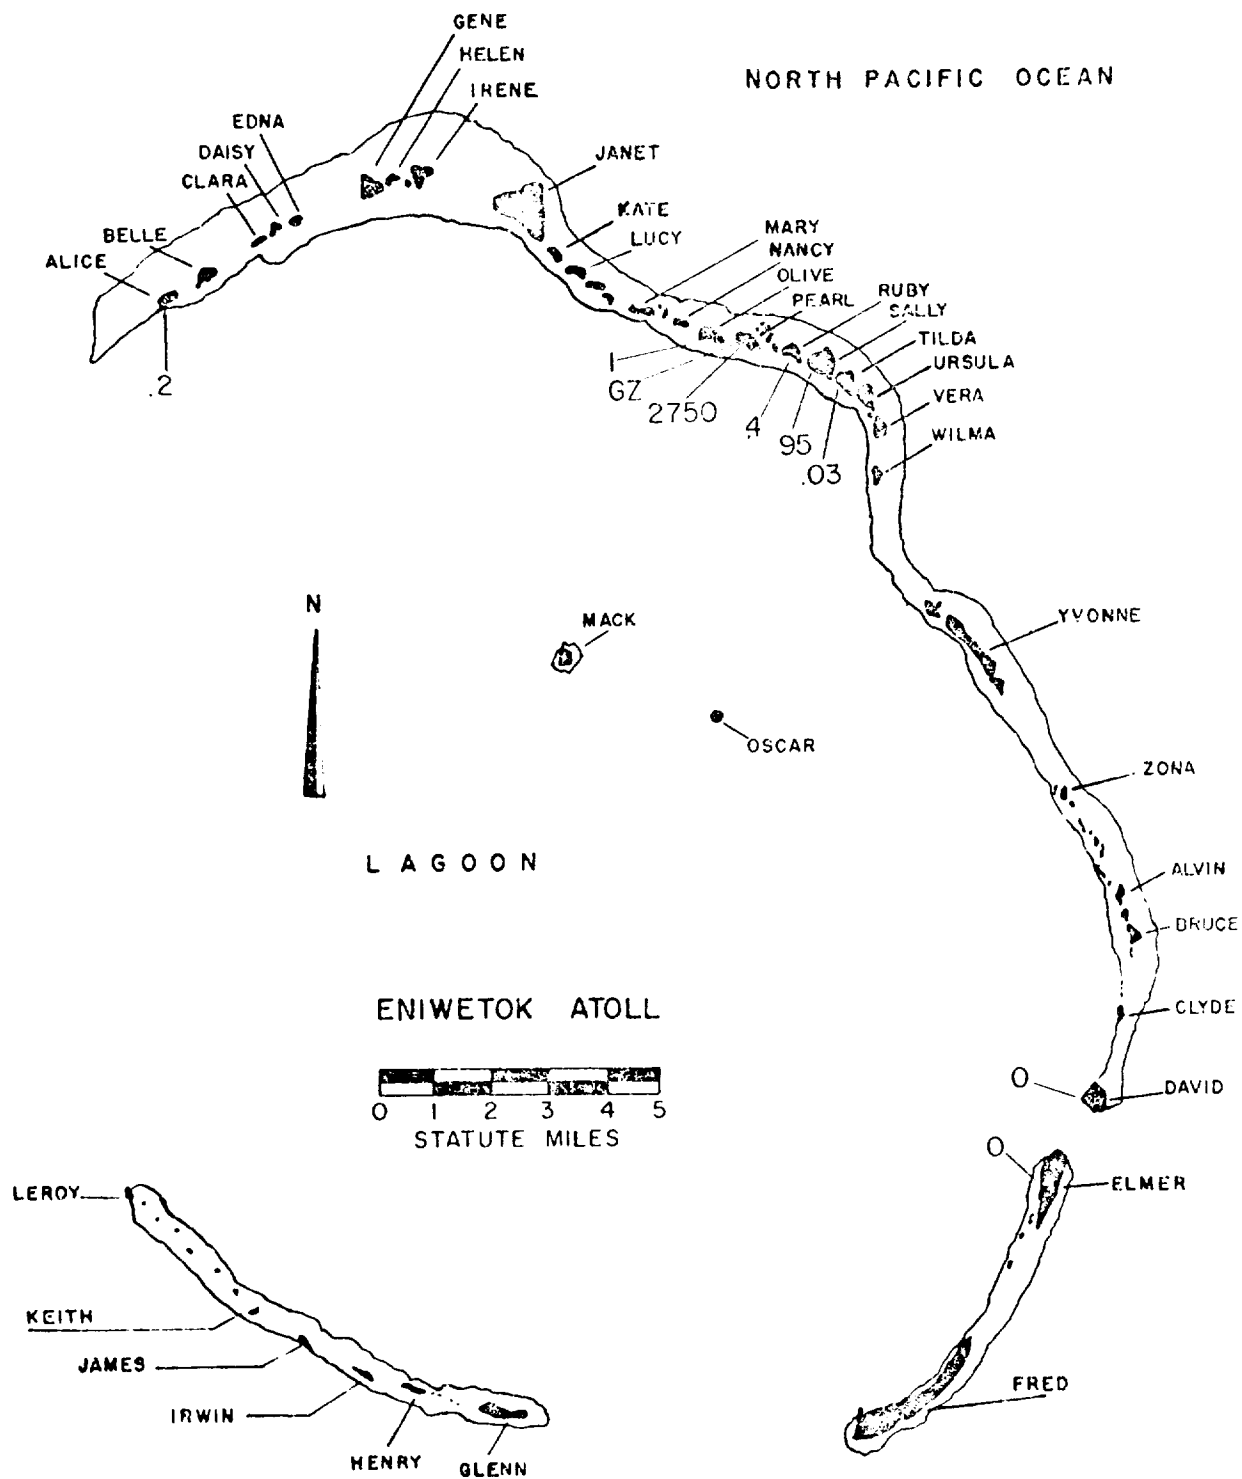 GENE
HELEN
IRENE
NORTH PACIFIC OCEAN
EDNA
DAISY
CLARA
JANET
KATE
BELLE
LUCY
MARY
NANCY
ALICE
OLIVE
PEARL
RUBY
SALLY
TILDA
URSULA
VERA
WILMA
.2
1
GZ
2750
.4
95
.03
N
MACK
YVONNE
OSCAR
ZONA
LAGOON
ALVIN
BRUCE
ENIWETOK ATOLL
CLYDE
0 1 2 3 4 5
STATUTE MILES
0
DAVID
0
ELMER
LEROY
KEITH
JAMES
IRWIN
HENRY
GLENN
FRED